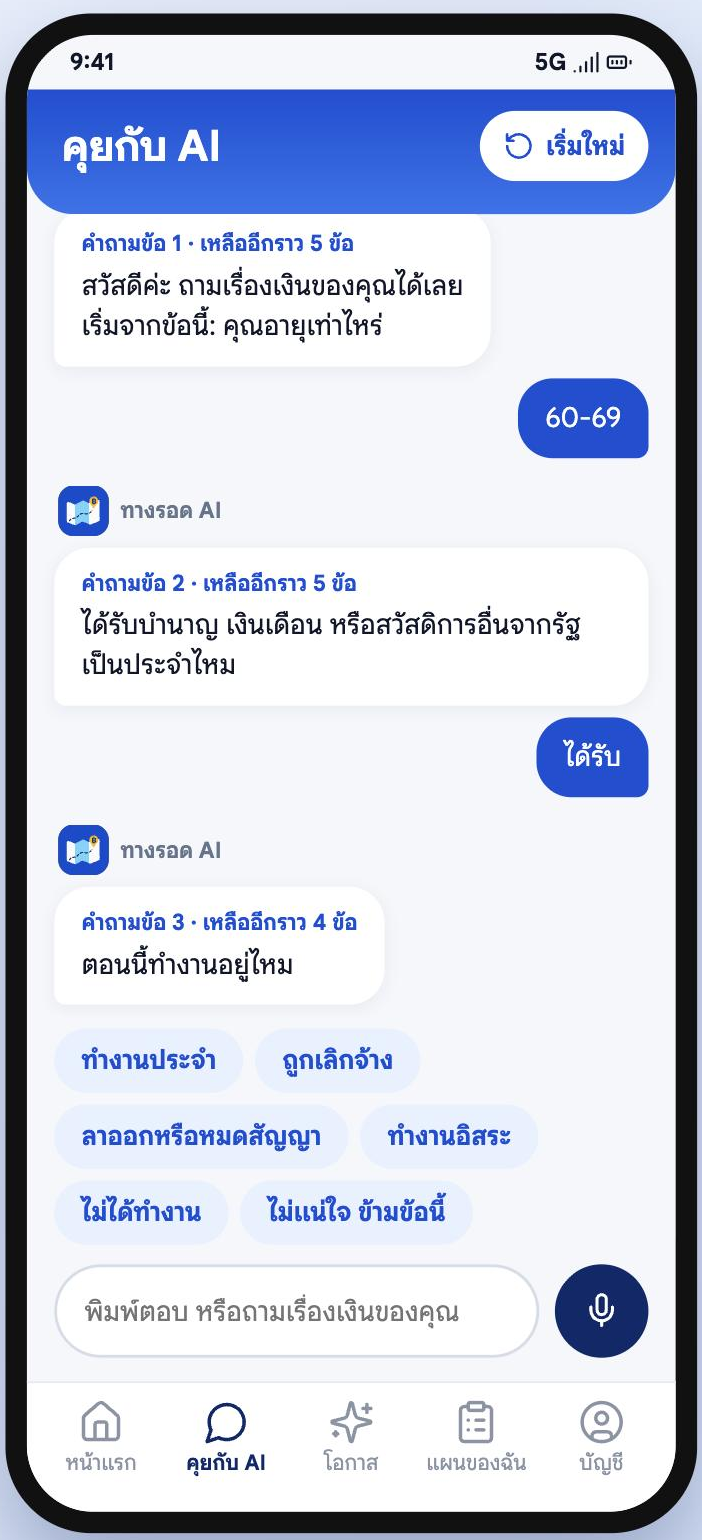 9:41
5G
คุยกับ AI
เริ่มใหม่
คำถามข้อ 1 · เหลืออีกราว 5 ข้อ
สวัสดีค่ะ ถามเรื่องเงินของคุณได้เลย
เริ่มจากข้อนี้: คุณอายุเท่าไหร่
60-69
ทางรอด AI
คำถามข้อ 2 · เหลืออีกราว 5 ข้อ
ได้รับบำนาญ เงินเดือน หรือสวัสดิการอื่นจากรัฐ
เป็นประจำไหม
ได้รับ
ทางรอด AI
คำถามข้อ 3 · เหลืออีกราว 4 ข้อ
ตอนนี้ทำงานอยู่ไหม
ทำงานประจำ
ถูกเลิกจ้าง
ลาออกหรือหมดสัญญา
ทำงานอิสระ
ไม่ได้ทำงาน
ไม่แน่ใจ ข้ามข้อนี้
พิมพ์ตอบ หรือถามเรื่องเงินของคุณ
หน้าแรก
คุยกับ AI
โอกาส
แผนของฉัน
บัญชี